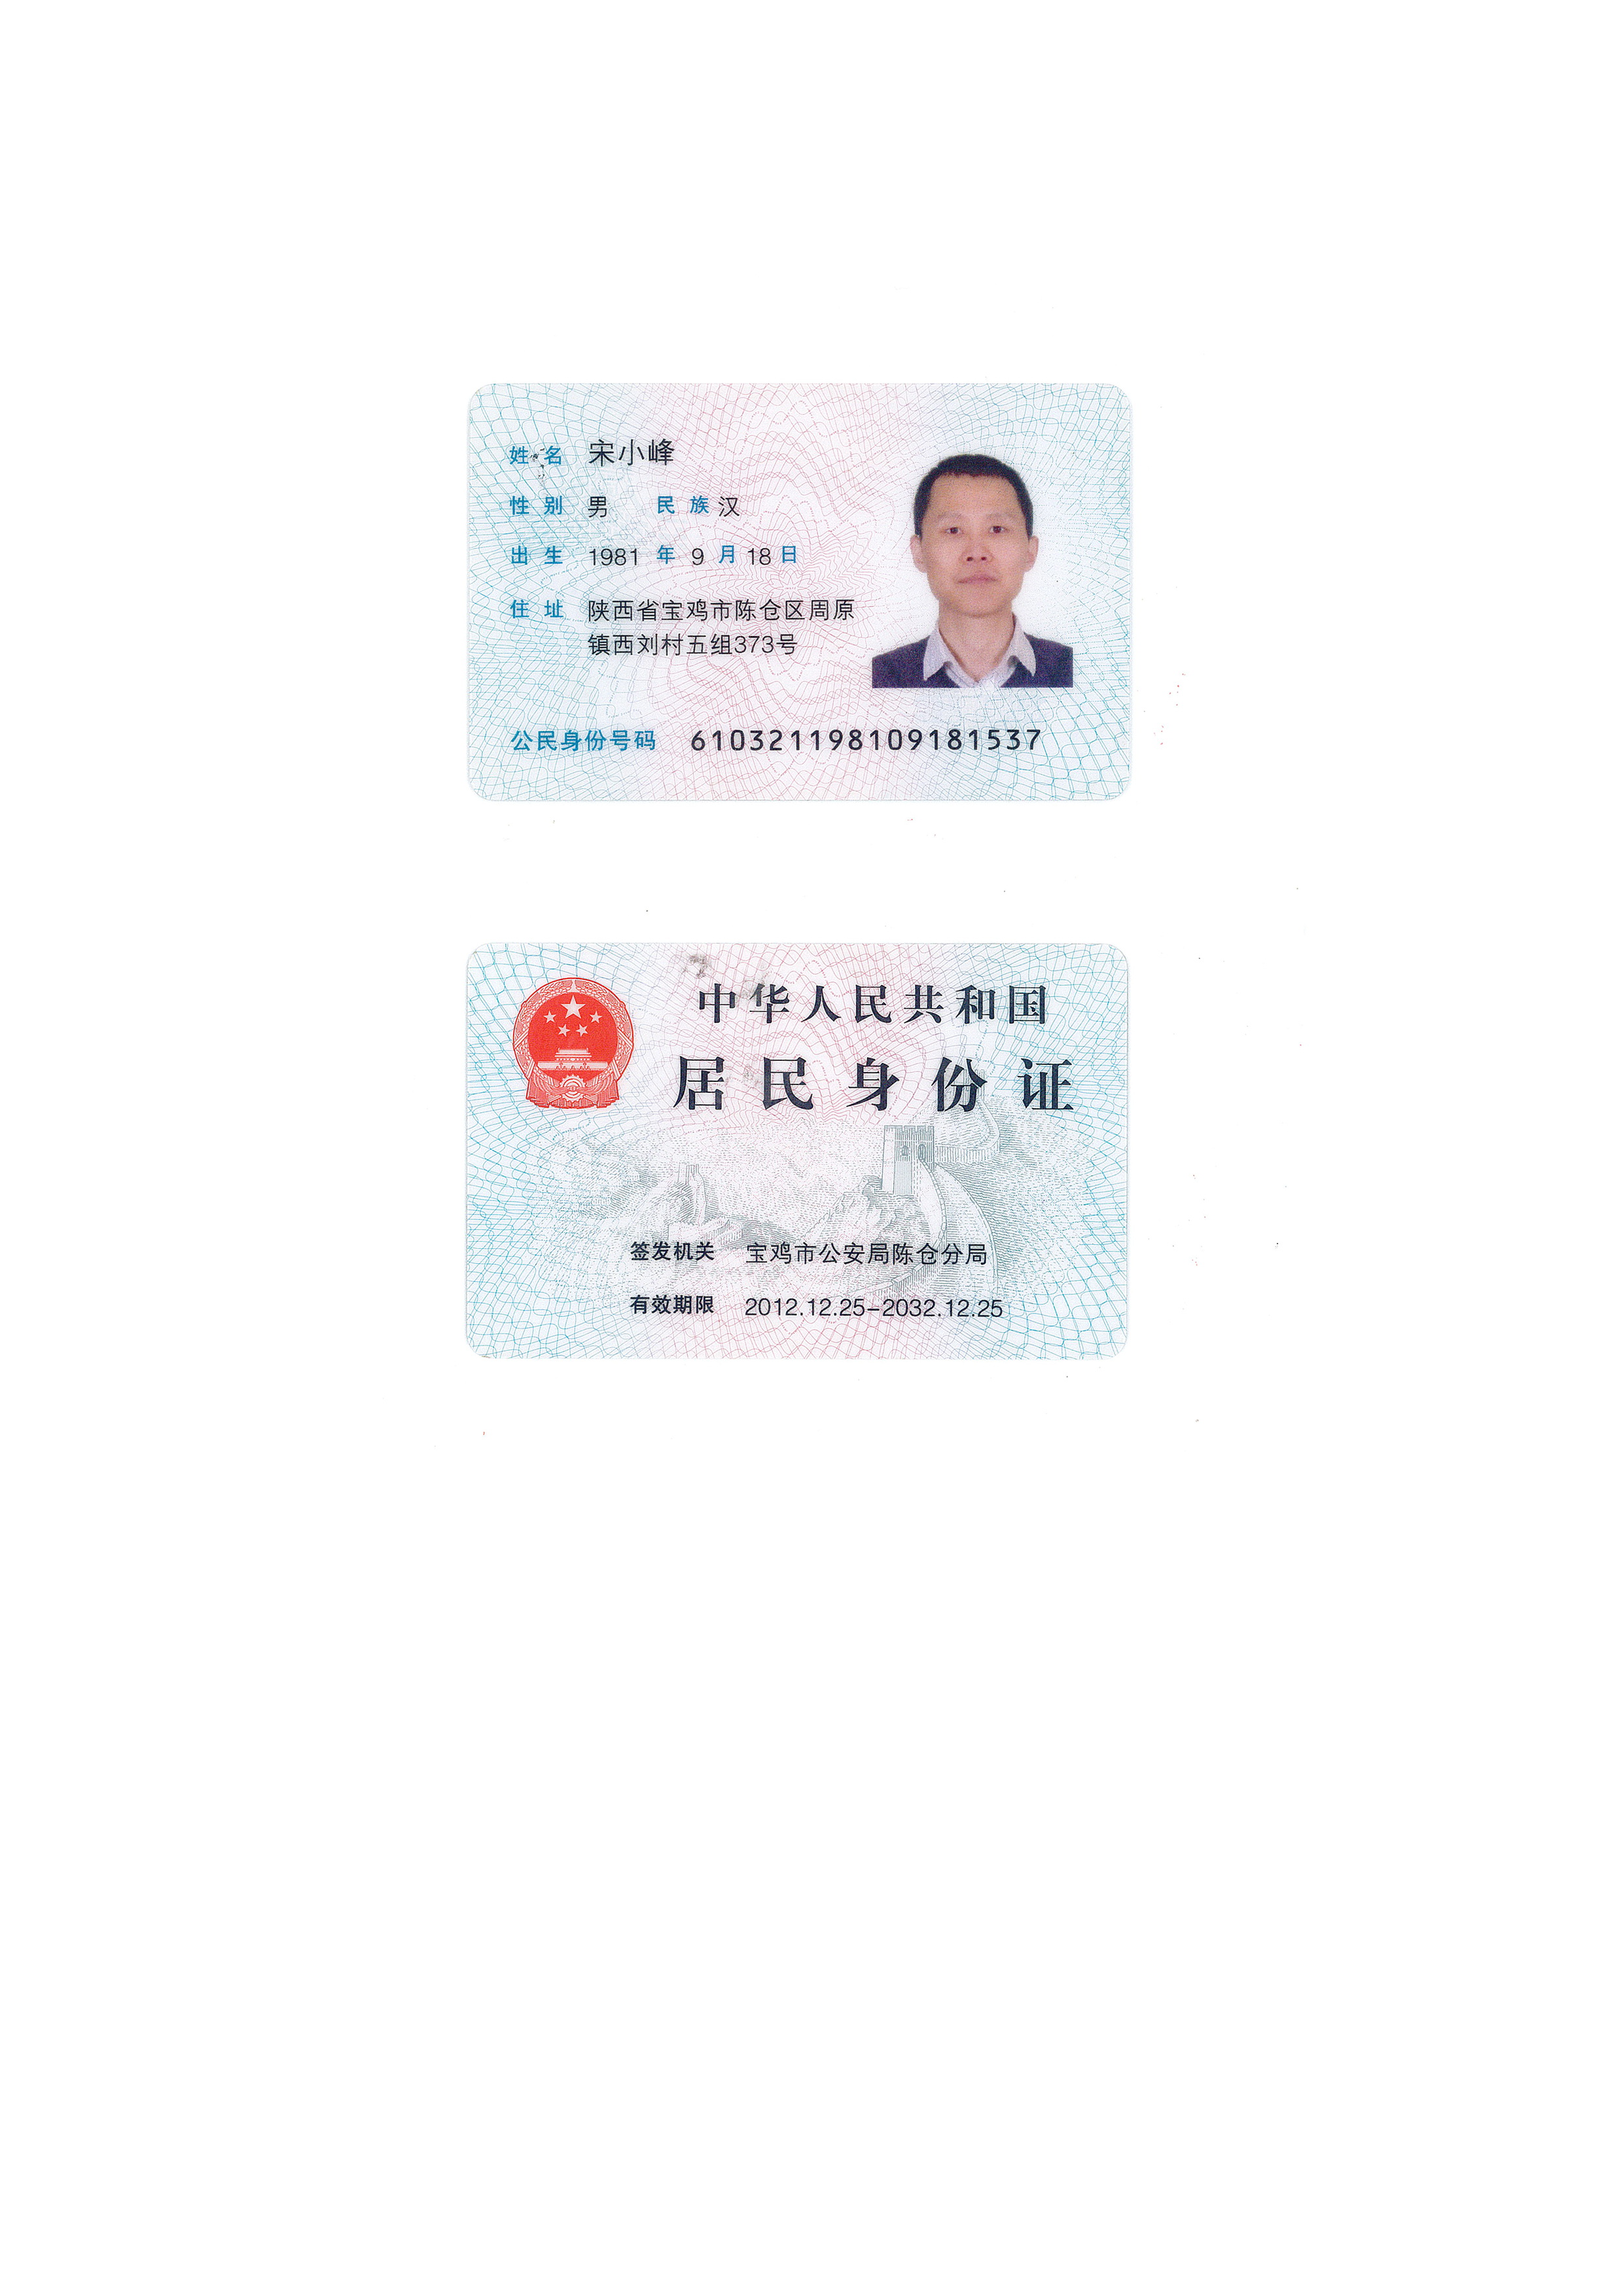 姓名 宋小峰
性别 男 民族 汉
出生 1981 年 9 月 18 日
住址 陕西省宝鸡市陈仓区周原
镇西刘村五组373号
公民身份号码 610321198109181537
中华人民共和国
居民身份证
签发机关 宝鸡市公安局陈仓分局
有效期限 2012.12.25-2032.12.25